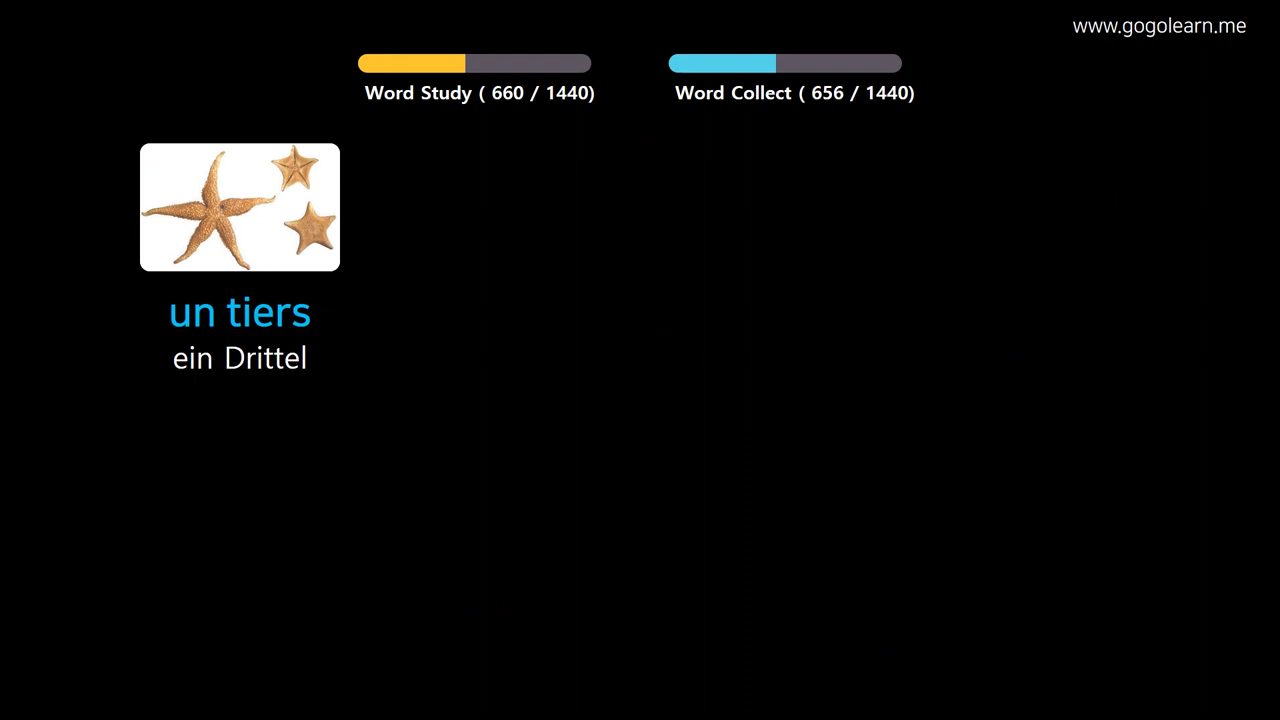 www.gogolearn.me
Word Study ( 660 / 1440)
Word Collect ( 656 / 1440)
un tiers
ein Drittel